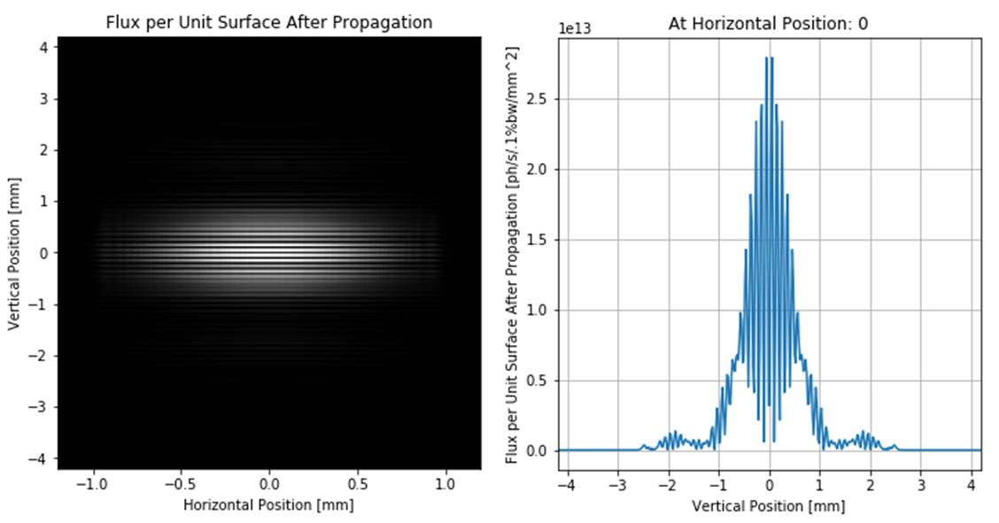 Flux per Unit Surface After Propagation
4
3
2
1
0
−1
−2
−3
−4
Vertical Position [mm]
−1.0 −0.5 0.0 0.5 1.0
Horizontal Position [mm]
At Horizontal Position: 0
1e13
2.5
2.0
1.5
1.0
0.5
0.0
Flux per Unit Surface After Propagation [ph/s/.1%bw/mm^2]
−4 −3 −2 −1 0 1 2 3 4
Vertical Position [mm]